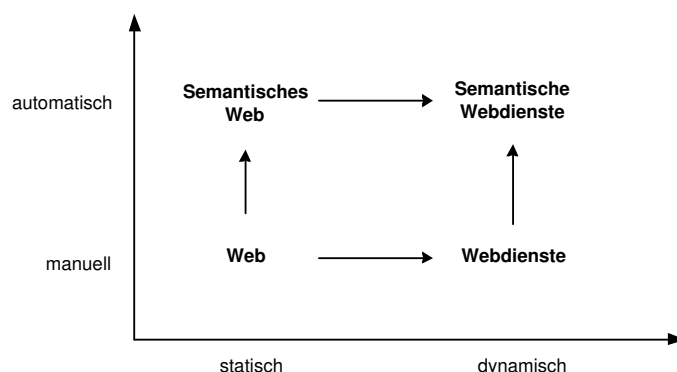 automatisch
Semantisches
Web
Semantische
Webdienste
manuell
Web
Webdienste
statisch
dynamisch